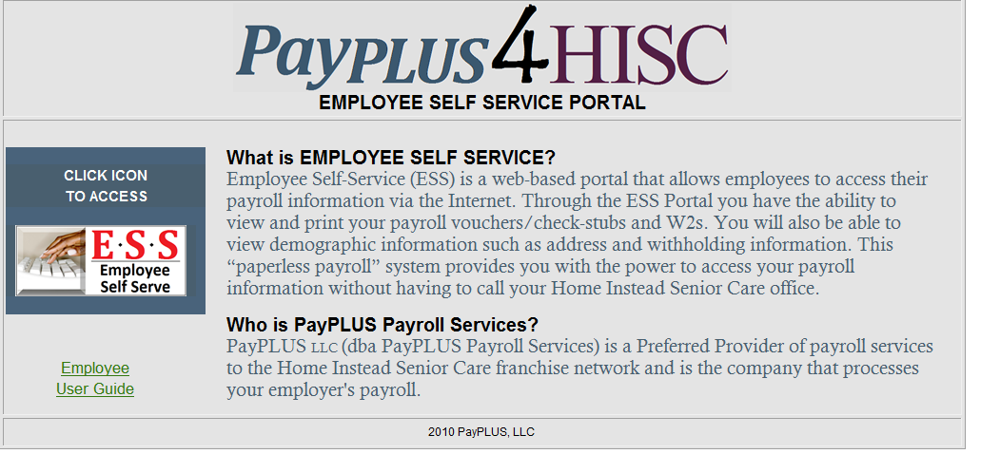 PayPLUS4HISC
EMPLOYEE SELF SERVICE PORTAL
CLICK ICON
TO ACCESS
E·S·S
Employee
Self Serve
Employee
User Guide
What is EMPLOYEE SELF SERVICE?
Employee Self-Service (ESS) is a web-based portal that allows employees to access their
payroll information via the Internet. Through the ESS Portal you have the ability to
view and print your payroll vouchers/check-stubs and W2s. You will also be able to
view demographic information such as address and withholding information. This
“paperless payroll” system provides you with the power to access your payroll
information without having to call your Home Instead Senior Care office.
Who is PayPLUS Payroll Services?
PayPLUS LLC (dba PayPLUS Payroll Services) is a Preferred Provider of payroll services
to the Home Instead Senior Care franchise network and is the company that processes
your employer's payroll.
2010 PayPLUS, LLC